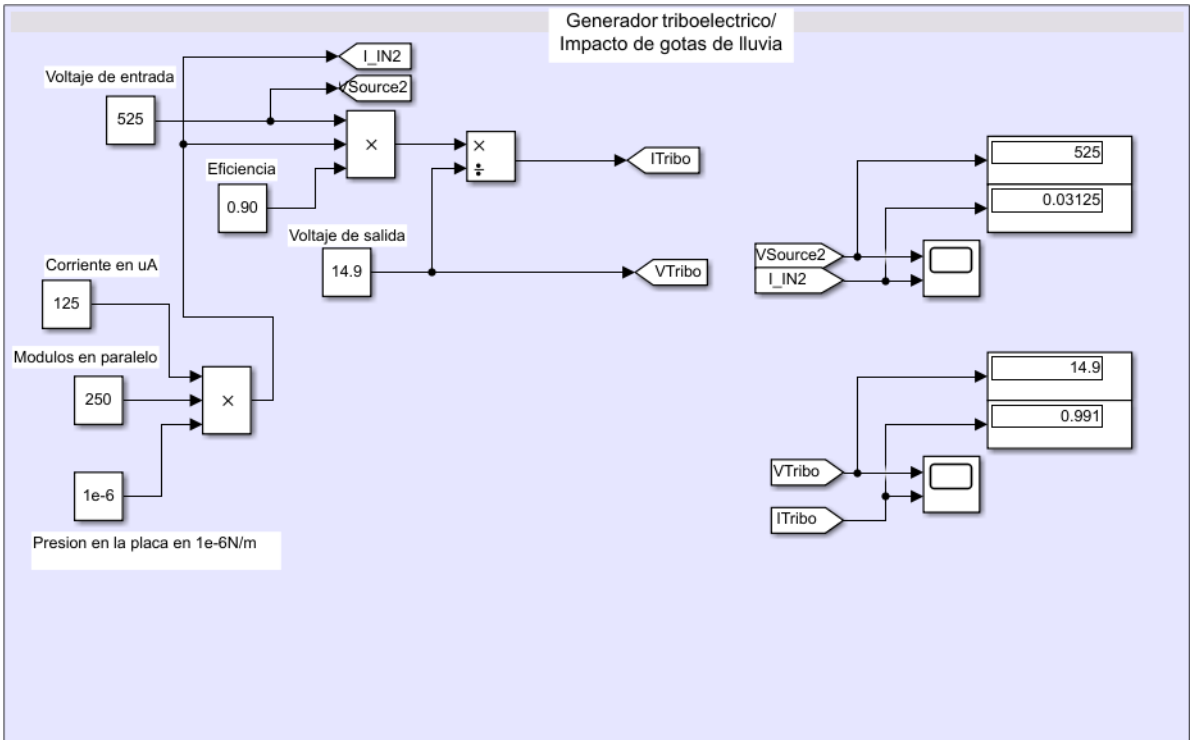 Generador triboelectrico/
Impacto de gotas de lluvia
I_IN2
Voltaje de entrada
VSource2
525
×
×
÷
ITribo
Eficiencia
0.90
Voltaje de salida
14.9
VTribo
Corriente en uA
125
Modulos en paralelo
250
×
1e-6
Presion en la placa en 1e-6N/m
525
0.03125
VSource2
I_IN2
14.9
0.991
VTribo
ITribo